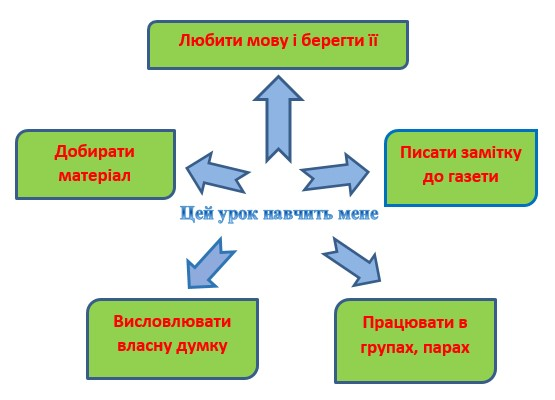 Любити мову і берегти її
Добирати
матеріал
Писати замітку
до газети
Цей урок навчить мене
Висловлювати
власну думку
Працювати в
групах, парах